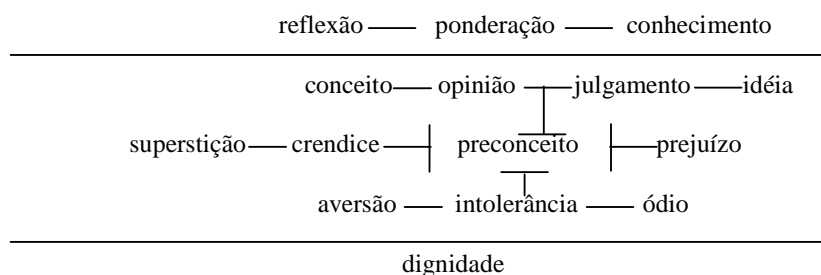 reflexão ponderação conhecimento
conceito opinião julgamento idéia
superstição crendice preconceito prejuízo
aversão intolerância ódio
dignidade